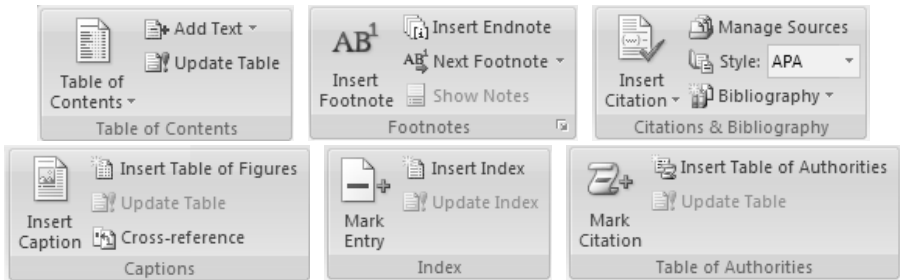 Table of
Contents
Add Text
Update Table
Table of Contents
AB¹
Insert
Footnote
[i]
Insert Endnote
AB¹
Next Footnote
Show Notes
Footnotes
Insert
Citation
Manage Sources
Style: APA
Bibliography
Citations & Bibliography
Insert
Caption
Insert Table of Figures
Update Table
Cross-reference
Captions
Mark
Entry
Insert Index
Update Index
Index
Mark
Citation
Insert Table of Authorities
Update Table
Table of Authorities